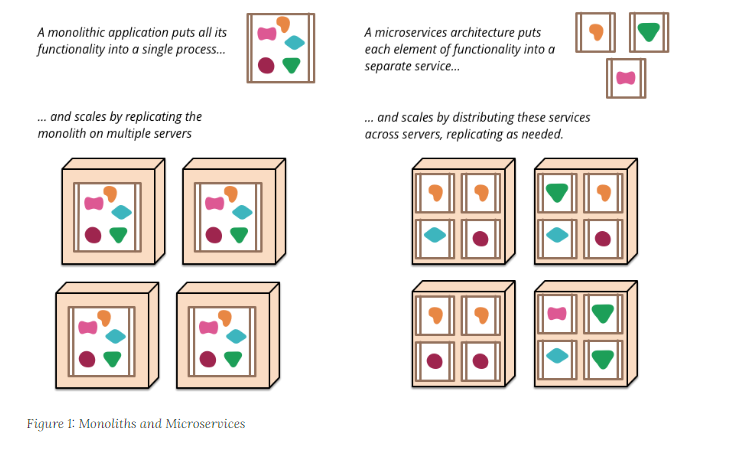 A monolithic application puts all its
functionality into a single process...
... and scales by replicating the
monolith on multiple servers
A microservices architecture puts
each element of functionality into a
separate service...
... and scales by distributing these services
across servers, replicating as needed.
Figure 1: Monoliths and Microservices